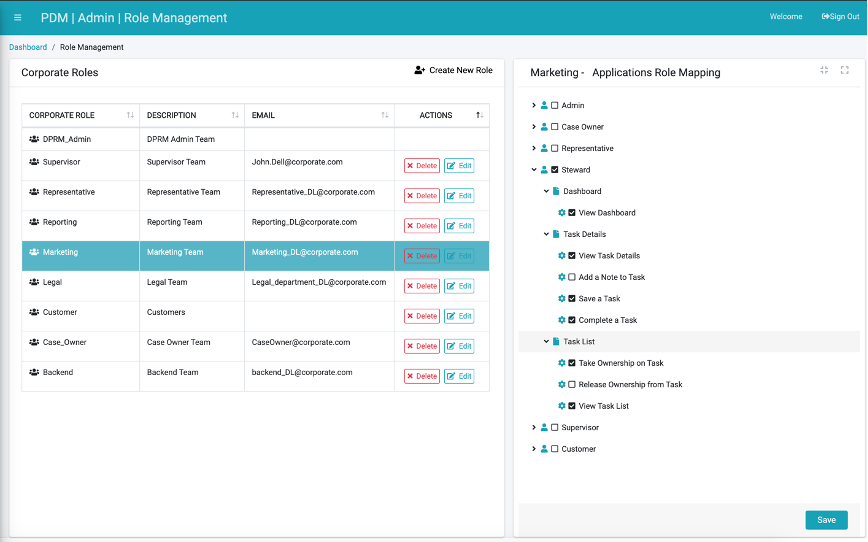 PDM | Admin | Role Management
Welcome
Sign Out
Dashboard / Role Management
Corporate Roles
Create New Role
CORPORATE ROLE DESCRIPTION EMAIL ACTIONS
DPRM_Admin DPRM Admin Team
Supervisor Supervisor Team John.Dell@corporate.com Delete Edit
Representative Representative Team Representative_DL@corporate.com Delete Edit
Reporting Reporting Team Reporting_DL@corporate.com Delete Edit
Marketing Marketing Team Marketing_DL@corporate.com Delete Edit
Legal Legal Team Legal_department_DL@corporate.com Delete Edit
Customer Customers Delete Edit
Case_Owner Case Owner Team CaseOwner@corporate.com Delete Edit
Backend Backend Team backend_DL@corporate.com Delete Edit
Marketing - Applications Role Mapping
Admin
Case Owner
Representative
Steward
Dashboard
View Dashboard
Task Details
View Task Details
Add a Note to Task
Save a Task
Complete a Task
Task List
Take Ownership on Task
Release Ownership from Task
View Task List
Supervisor
Customer
Save